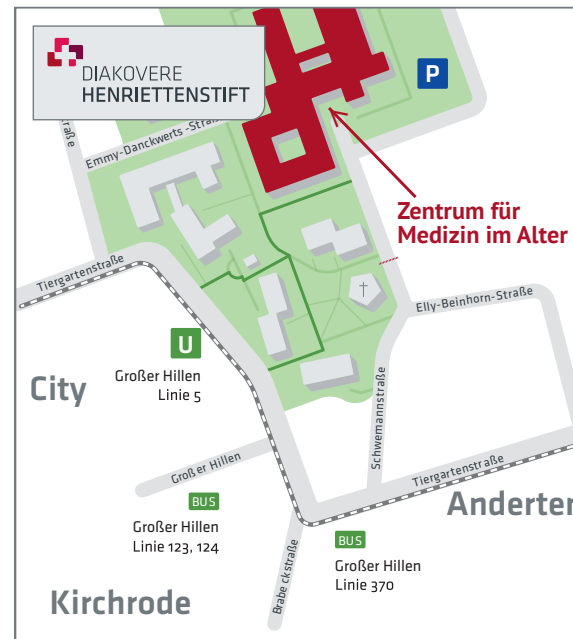 DIAKOVERE
HENRIETTENSTIFT
P
Emmy-Danckwerts-Straße
Zentrum für
Medizin im Alter
Tiergartenstraße
Elly-Beinhorn-Straße
U
Großer Hillen
Linie 5
City
Schwemannstraße
Großer Hillen
Tiergartenstraße
BUS
Großer Hillen
Linie 123, 124
Anderten
BUS
Großer Hillen
Linie 370
Brabeckstraße
Kirchrode